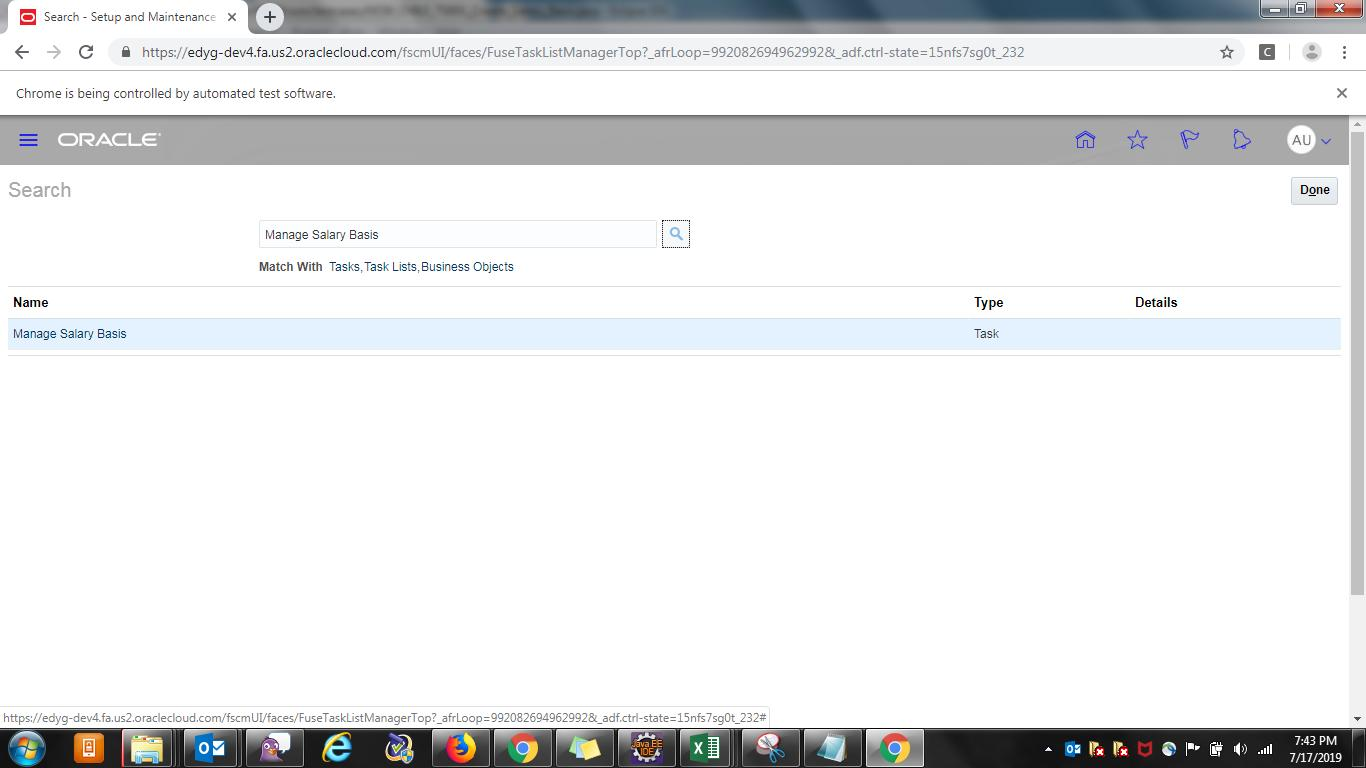 Search - Setup and Maintenance
https://edyg-dev4.fa.us2.oraclecloud.com/fscmUI/faces/FuseTaskListManagerTop?_afrLoop=992082694962992&_adf.ctrl-state=15nfs7sg0t_232
C
Chrome is being controlled by automated test software.
ORACLE
AU
Search
Done
Manage Salary Basis
Match With Tasks, Task Lists, Business Objects
Name Type Details
Manage Salary Basis Task
https://edyg-dev4.fa.us2.oraclecloud.com/fscmUI/faces/FuseTaskListManagerTop?_afrLoop=992082694962992&_adf.ctrl-state=15nfs7sg0t_232#
Java EE
IDE
7:43 PM
7/17/2019